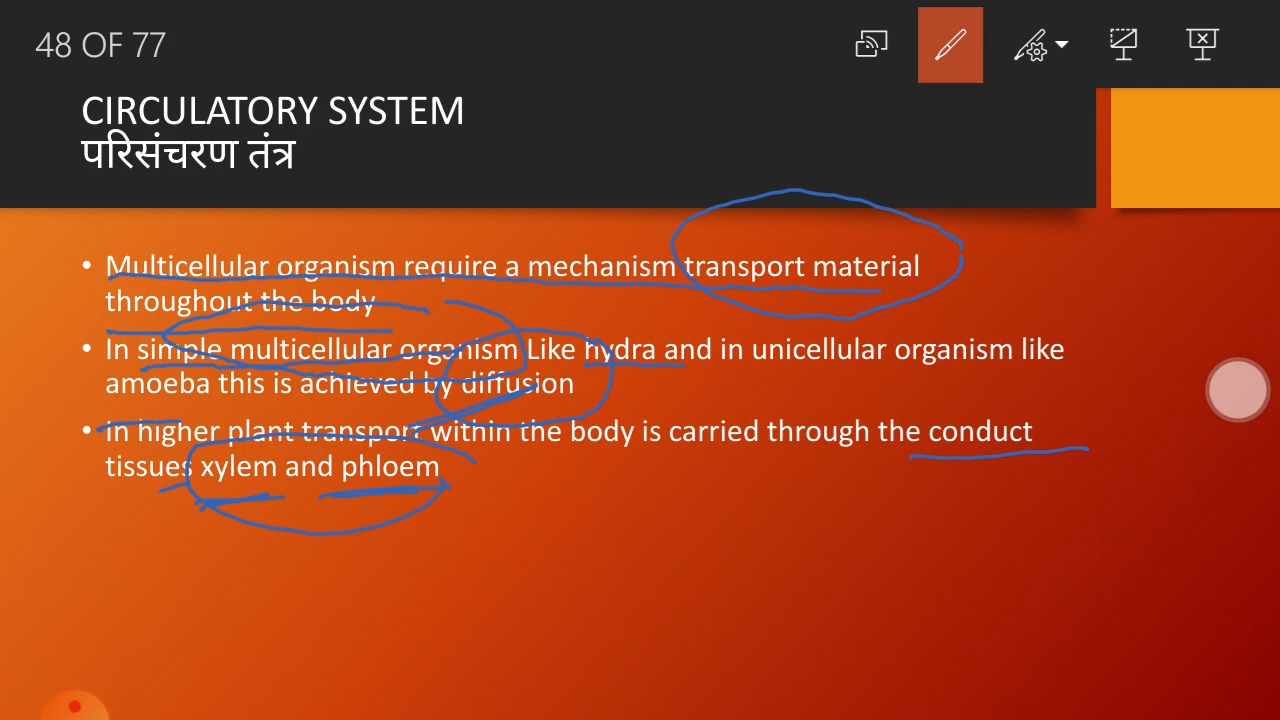 48 OF 77
CIRCULATORY SYSTEM
परिसंचरण तंत्र
• Multicellular organism require a mechanism transport material
throughout the body
• In simple multicellular organism Like hydra and in unicellular organism like
amoeba this is achieved by diffusion
• In higher plant transport within the body is carried through the conduct
tissues xylem and phloem